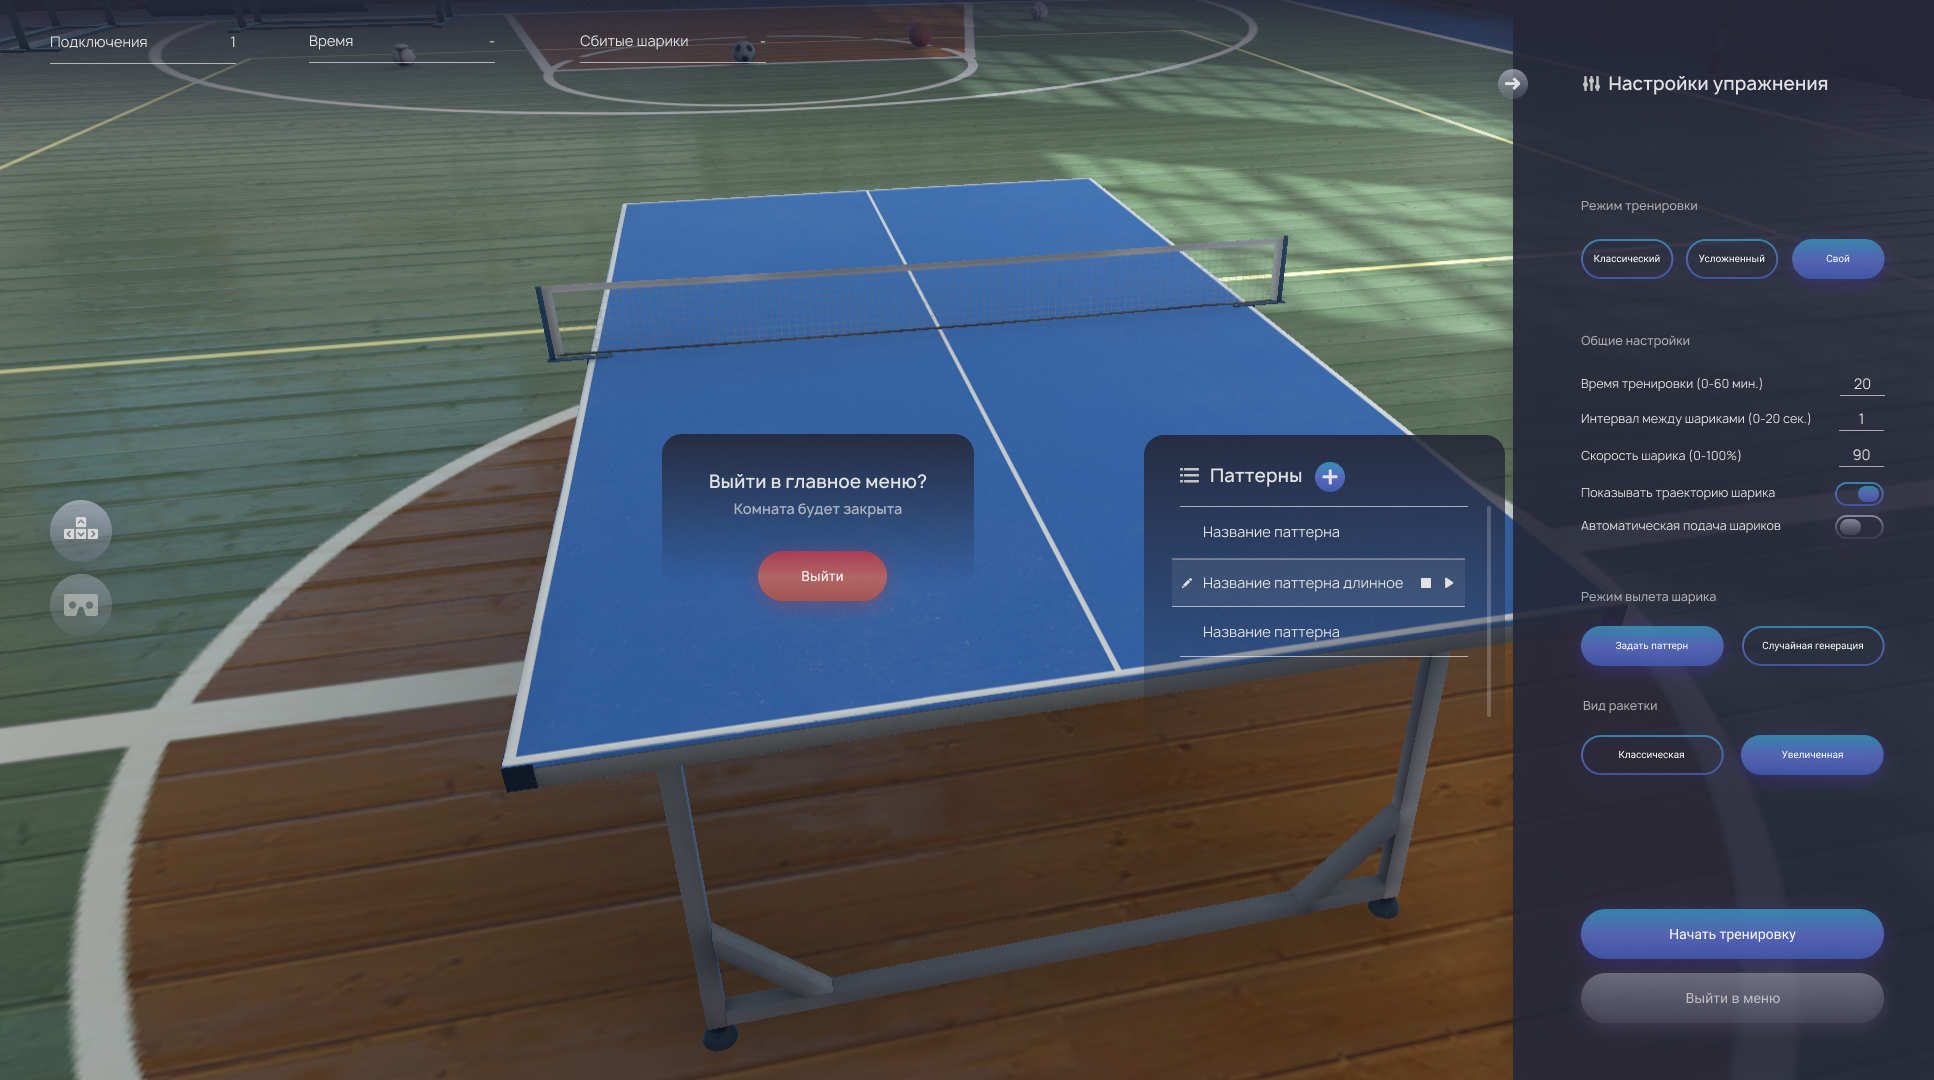 Подключения 1
Время -
Сбитые шарики -
Настройки упражнения
Режим тренировки
Классический
Усложненный
Свой
Общие настройки
Время тренировки (0-60 мин.) 20
Интервал между шариками (0-20 сек.) 1
Скорость шарика (0-100%) 90
Показывать траекторию шарика
Автоматическая подача шариков
Режим вылета шарика
Задать паттерн
Случайная генерация
Вид ракетки
Классическая
Увеличенная
Начать тренировку
Выйти в меню
Выйти в главное меню?
Комната будет закрыта
Выйти
Паттерны
Название паттерна
Название паттерна длинное
Название паттерна